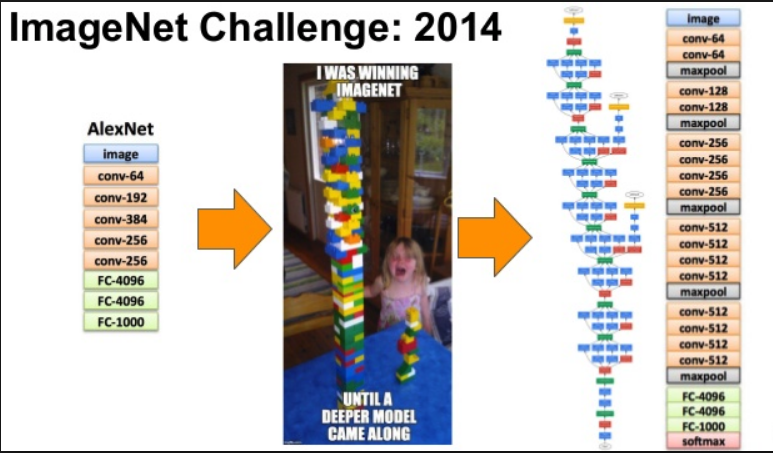 ImageNet Challenge: 2014
AlexNet
image
conv-64
conv-192
conv-384
conv-256
conv-256
FC-4096
FC-4096
FC-1000
I WAS WINNING
IMAGENET
UNTIL A
DEEPER MODEL
CAME ALONG
image
conv-64
conv-64
maxpool
conv-128
conv-128
maxpool
conv-256
conv-256
conv-256
conv-256
maxpool
conv-512
conv-512
conv-512
conv-512
maxpool
conv-512
conv-512
conv-512
conv-512
maxpool
FC-4096
FC-4096
FC-1000
softmax